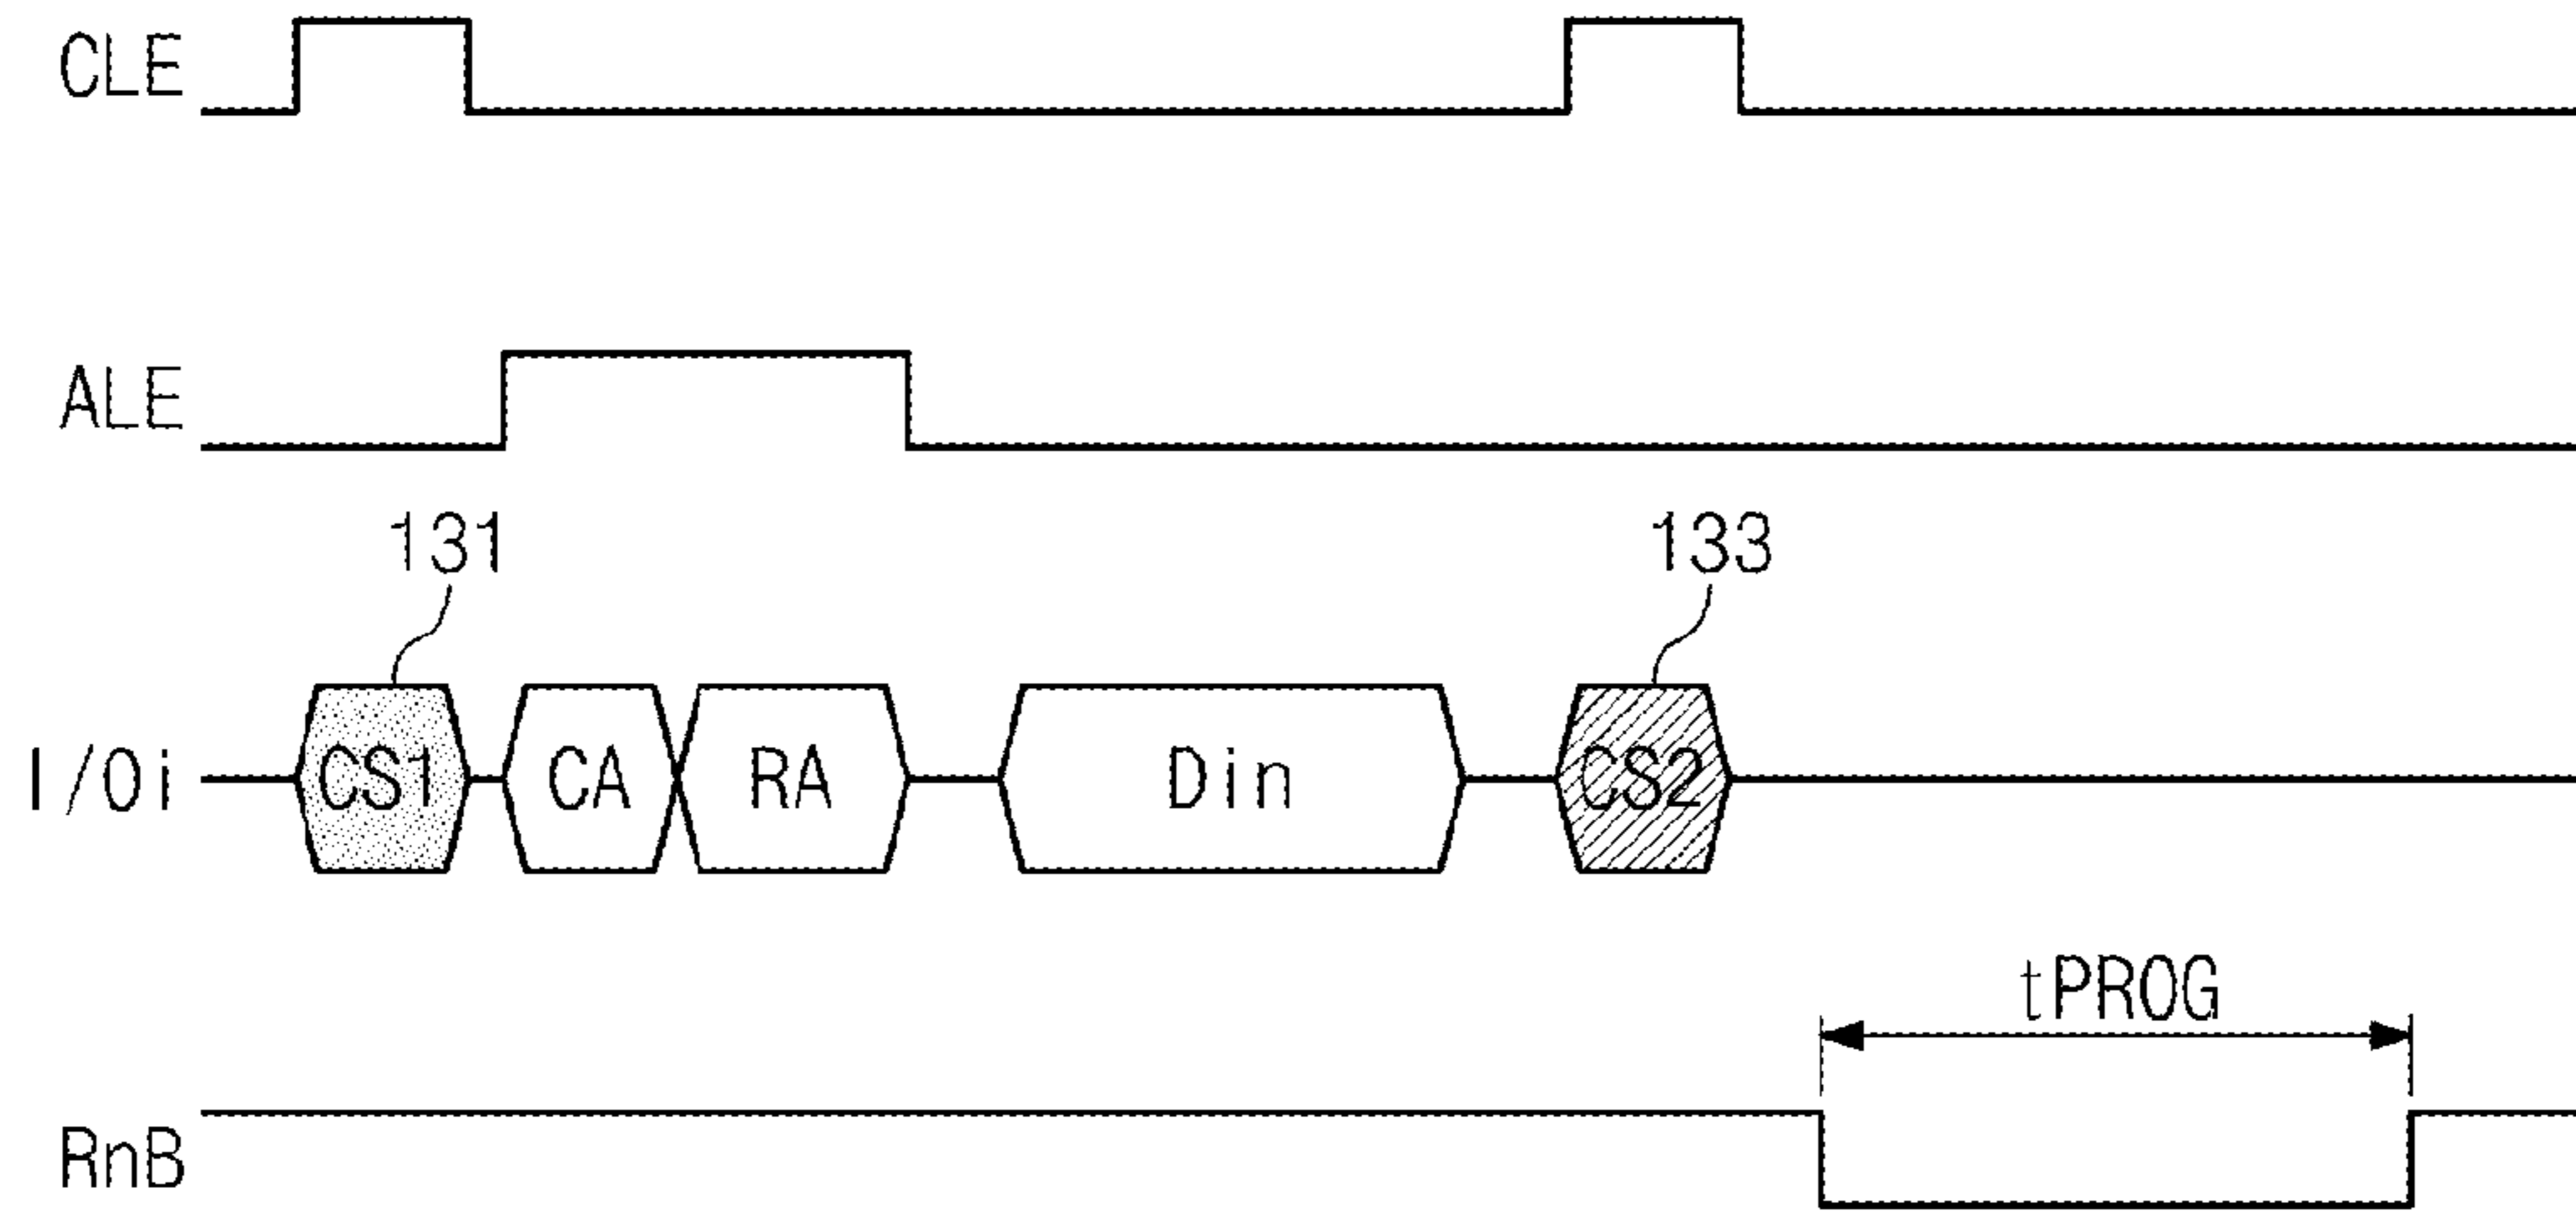 CLE
ALE
131
133
I/Oi
CS1
CA
RA
Din
CS2
tPROG
RnB